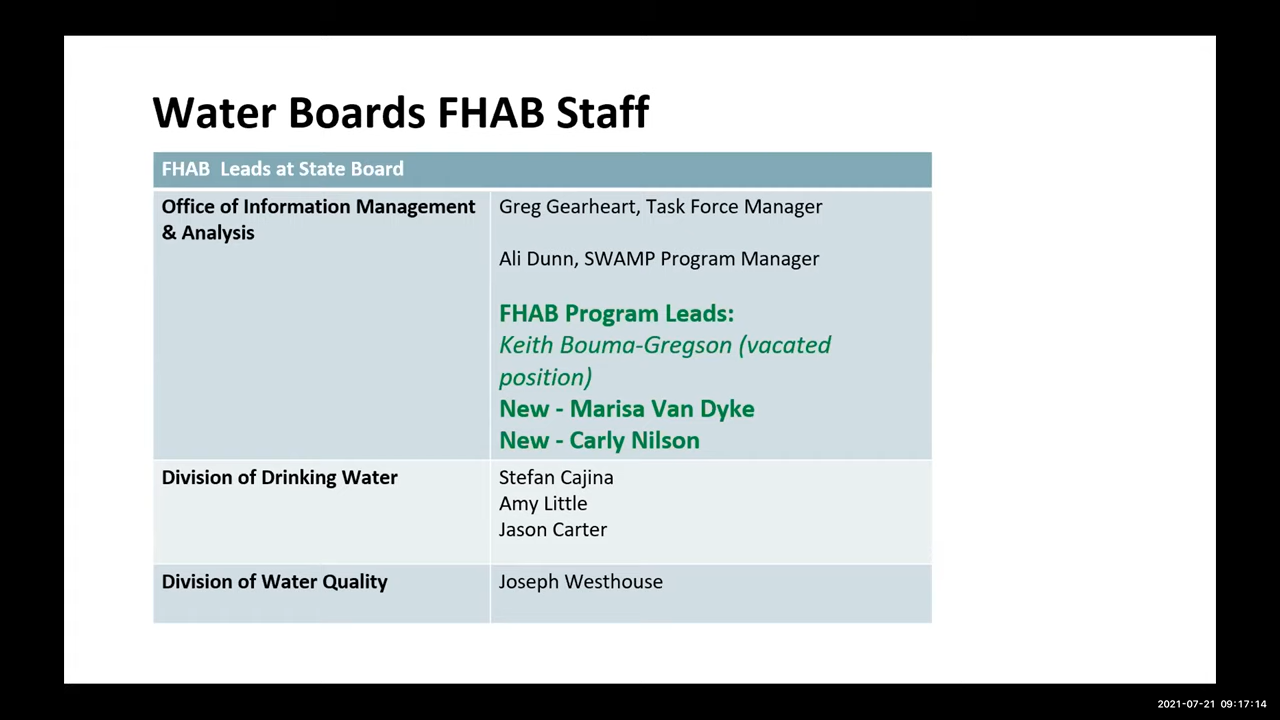 Water Boards FHAB Staff
FHAB Leads at State Board
Office of Information Management
& Analysis
Greg Gearheart, Task Force Manager
Ali Dunn, SWAMP Program Manager
FHAB Program Leads:
Keith Bouma-Gregson (vacated
position)
New - Marisa Van Dyke
New - Carly Nilson
Division of Drinking Water
Stefan Cajina
Amy Little
Jason Carter
Division of Water Quality
Joseph Westhouse
2021-07-21 09:17:14